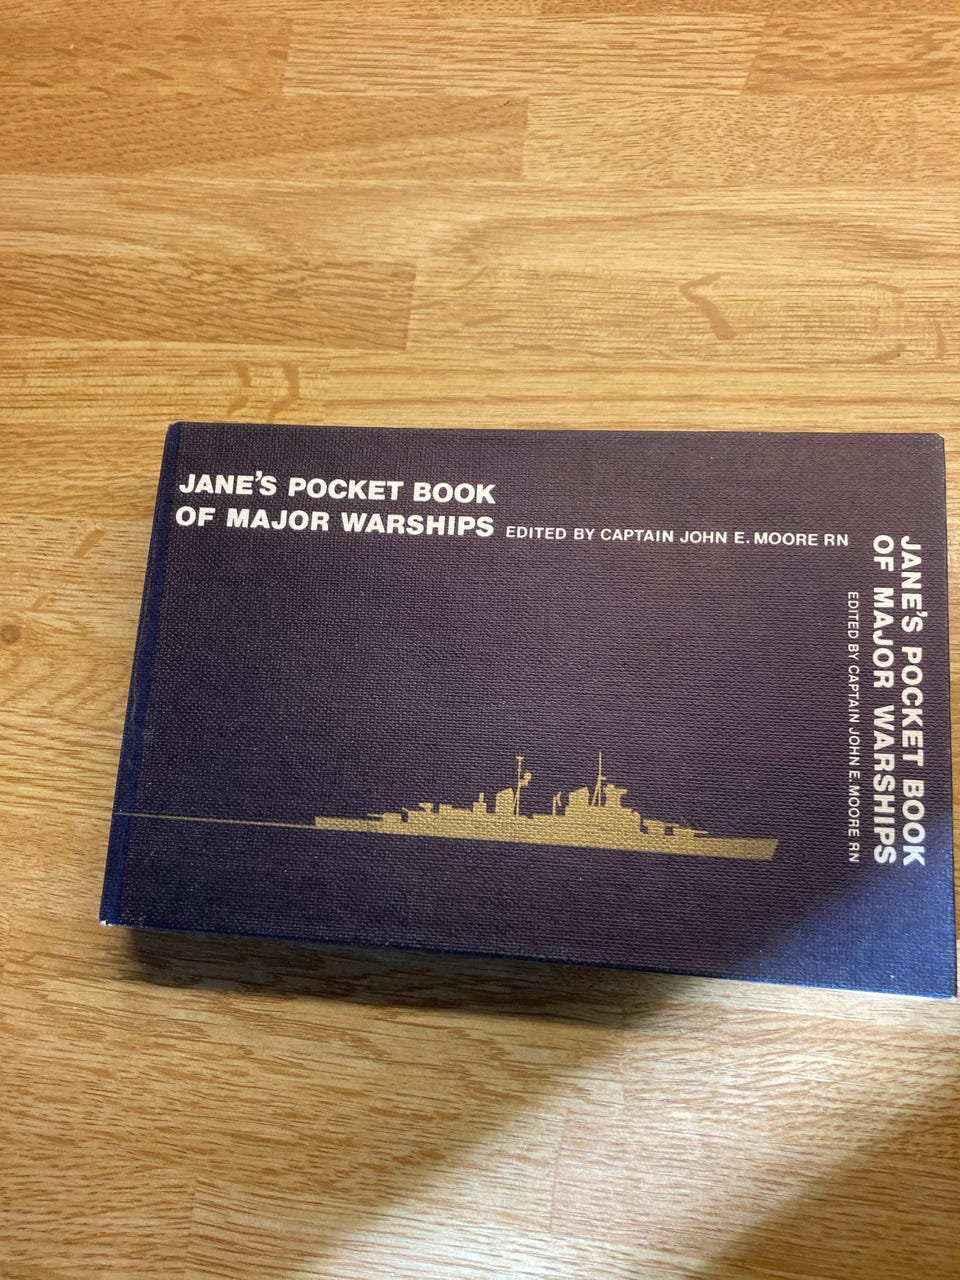 JANE'S POCKET BOOK
OF MAJOR WARSHIPS EDITED BY CAPTAIN JOHN E. MOORE RN
JANE'S POCKET BOOK
OF MAJOR WARSHIPS
EDITED BY CAPTAIN JOHN E. MOORE RN